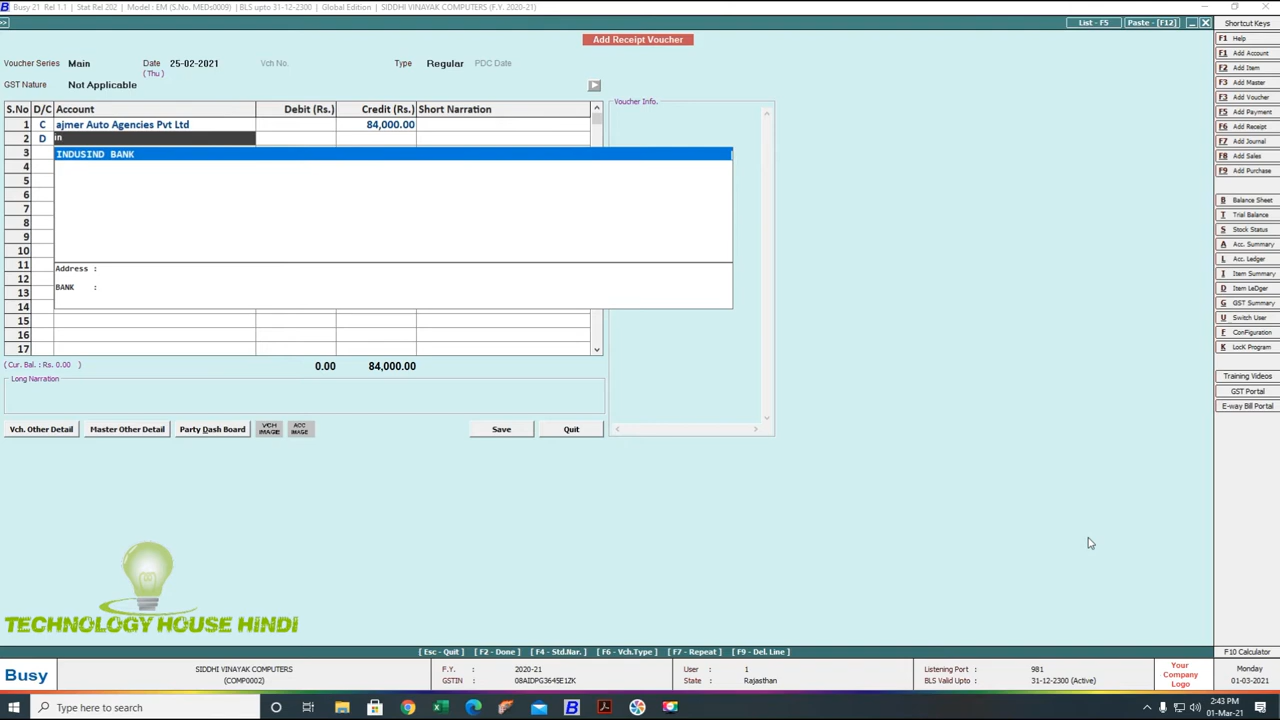 Busy 21 Rel 1.1 | Stat Rel 202 | Model : EM (S.No. MEDs0009) | BLS upto 31-12-2300 | Global Edition | SIDDHI VINAYAK COMPUTERS (F.Y. 2020-21)
>> List - F5 Paste - [F12] Shortcut Keys
Add Receipt Voucher
F1 Help
F1 Add Account
F2 Add Item
F3 Add Master
F3 Add Voucher
F5 Add Payment
F6 Add Receipt
F7 Add Journal
F8 Add Sales
F9 Add Purchase
B Balance Sheet
T Trial Balance
S Stock Status
A Acc. Summary
L Acc. Ledger
I Item Summary
D Item LeDger
G GST Summary
U Switch User
F ConFiguration
K LocK Program
Training Videos
GST Portal
E-way Bill Portal
Voucher Series Main Date 25-02-2021 Vch No. Type Regular PDC Date
( Thu )
GST Nature Not Applicable
S.No D/C Account Debit (Rs.) Credit (Rs.) Short Narration Voucher Info.
1 C ajmer Auto Agencies Pvt Ltd 84,000.00
2 D in
3 INDUSIND BANK
4
5
6
7
8
9
10
11 Address :
12
13 BANK :
14
15
16
17
( Cur. Bal. : Rs. 0.00 ) 0.00 84,000.00
Long Narration
Vch. Other Detail Master Other Detail Party Dash Board VCH IMAGE ACC IMAGE Save Quit
TECHNOLOGY HOUSE HINDI
[ Esc - Quit ] [ F2 - Done ] [ F4 - Std.Nar. ] [ F6 - Vch.Type ] [ F7 - Repeat ] [ F9 - Del. Line ] F10 Calculator
Busy SIDDHI VINAYAK COMPUTERS F.Y. : 2020-21 User : 1 Listening Port : 981 Your Company Logo Monday
(COMP0002) GSTIN : 08AIDPG3645E1ZK State : Rajasthan BLS Valid Upto : 31-12-2300 (Active) 01-03-2021
Type here to search
2:43 PM
01-Mar-21